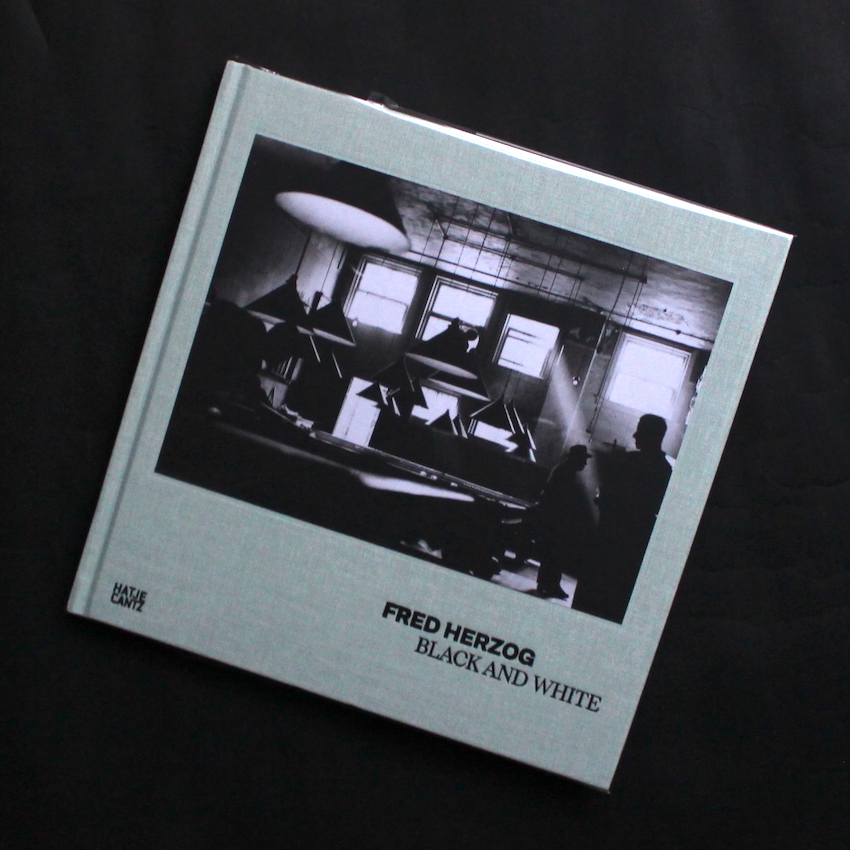 HATJE
CANTZ
FRED HERZOG
BLACK AND WHITE